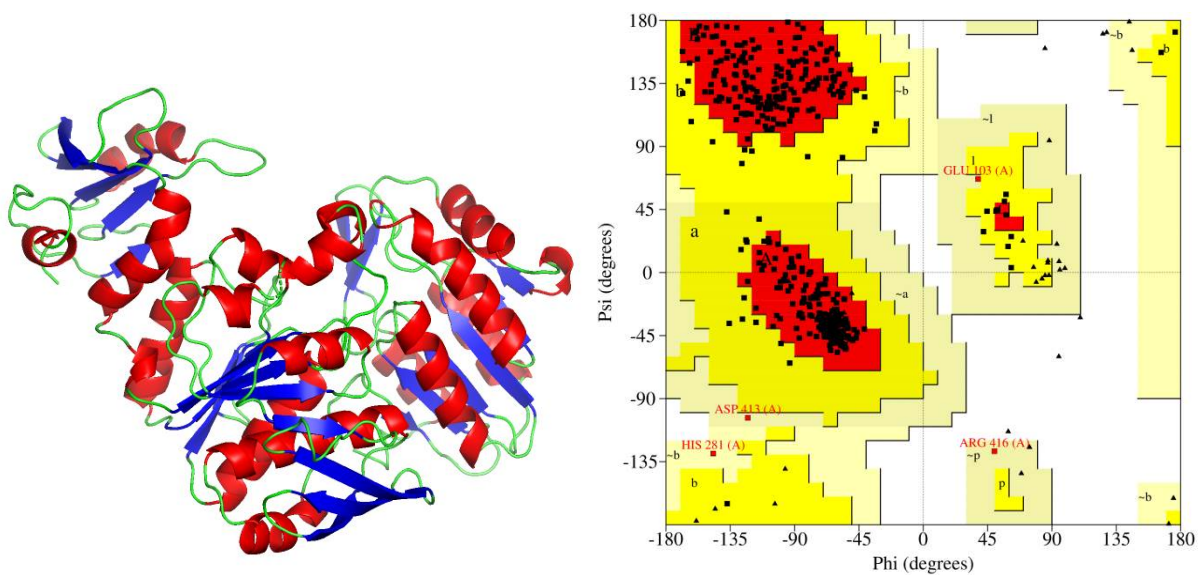 180
~b
b
135
b
~b
~l
90
l
GLU 103 (A)
45
a
A
0
~a
-45
-90
ASP 413 (A)
HIS 281 (A)
ARG 416 (A)
~b
~p
-135
b
p
~b
Psi (degrees)
-180 -135 -90 -45 0 45 90 135 180
Phi (degrees)